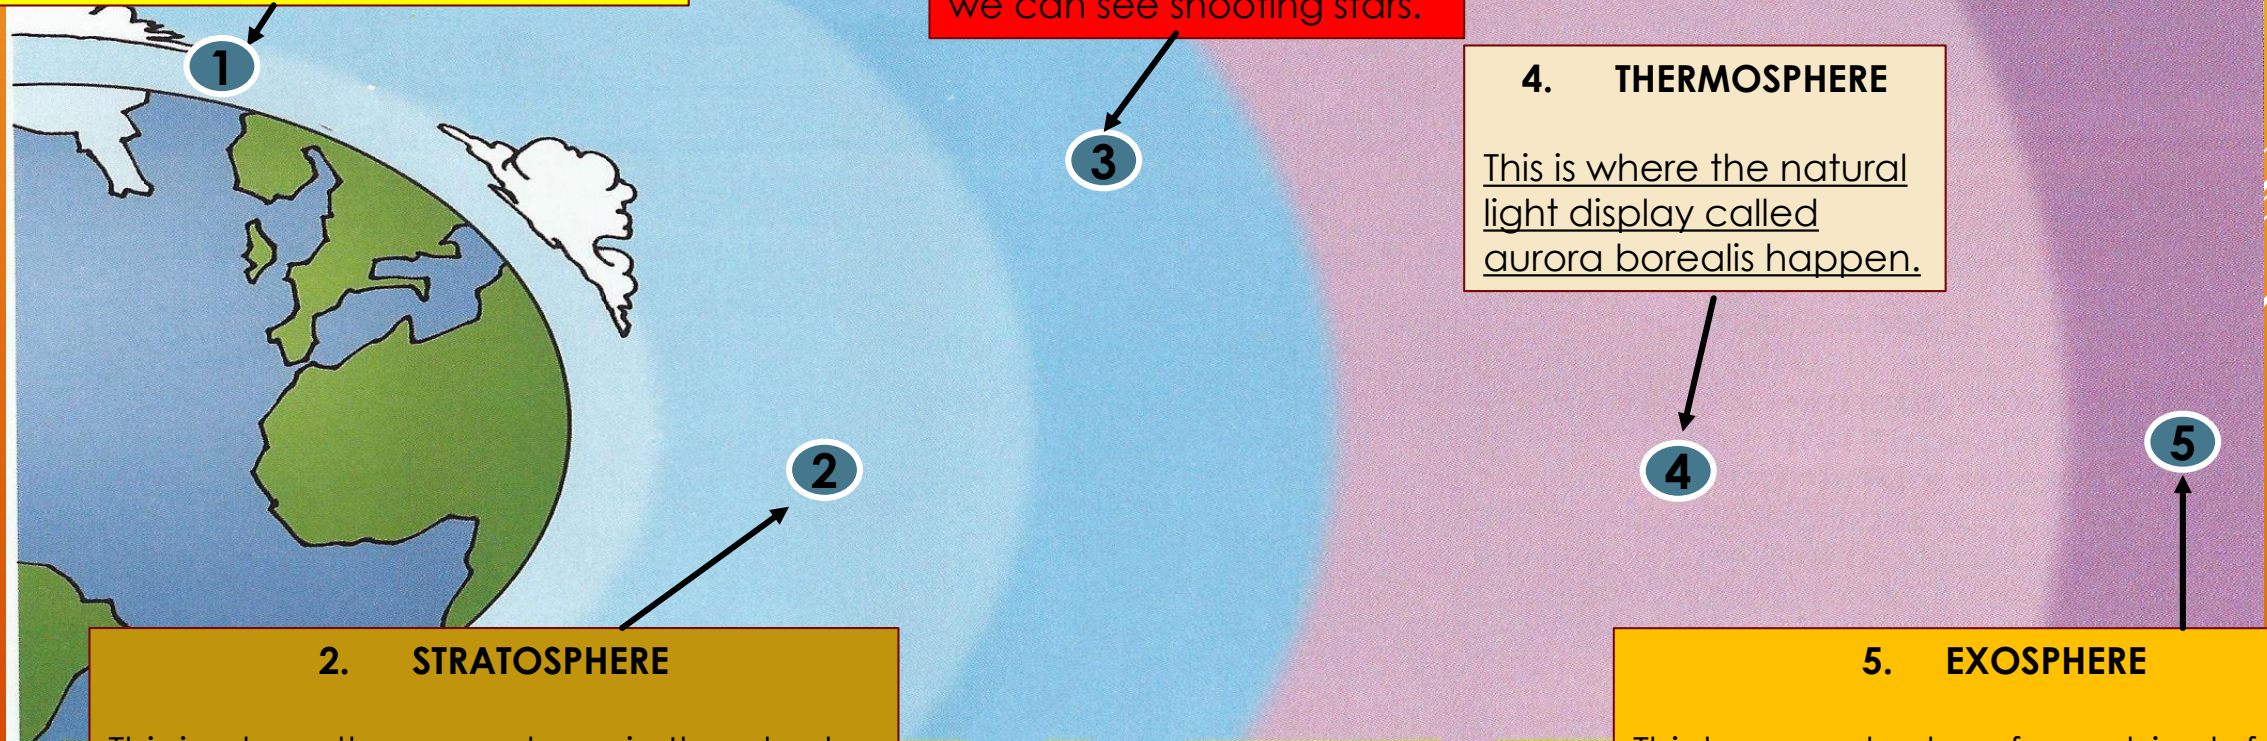 we can see shooting stars.
1
3
4. THERMOSPHERE
This is where the natural
light display called
aurora borealis happen.
2
4
5
2. STRATOSPHERE
5. EXOSPHERE